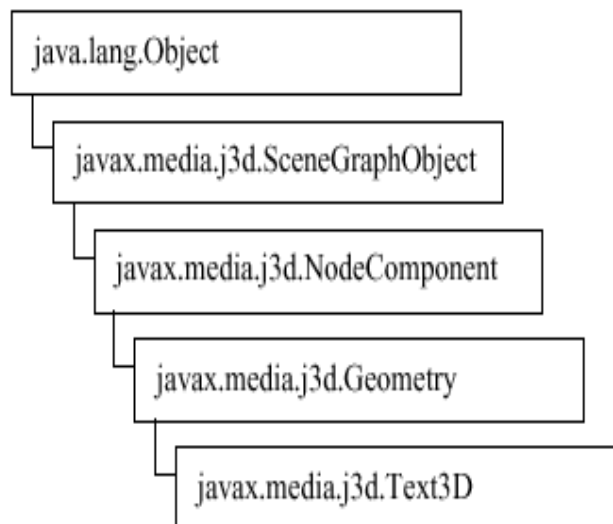 java.lang.Object
javax.media.j3d.SceneGraphObject
javax.media.j3d.NodeComponent
javax.media.j3d.Geometry
javax.media.j3d.Text3D